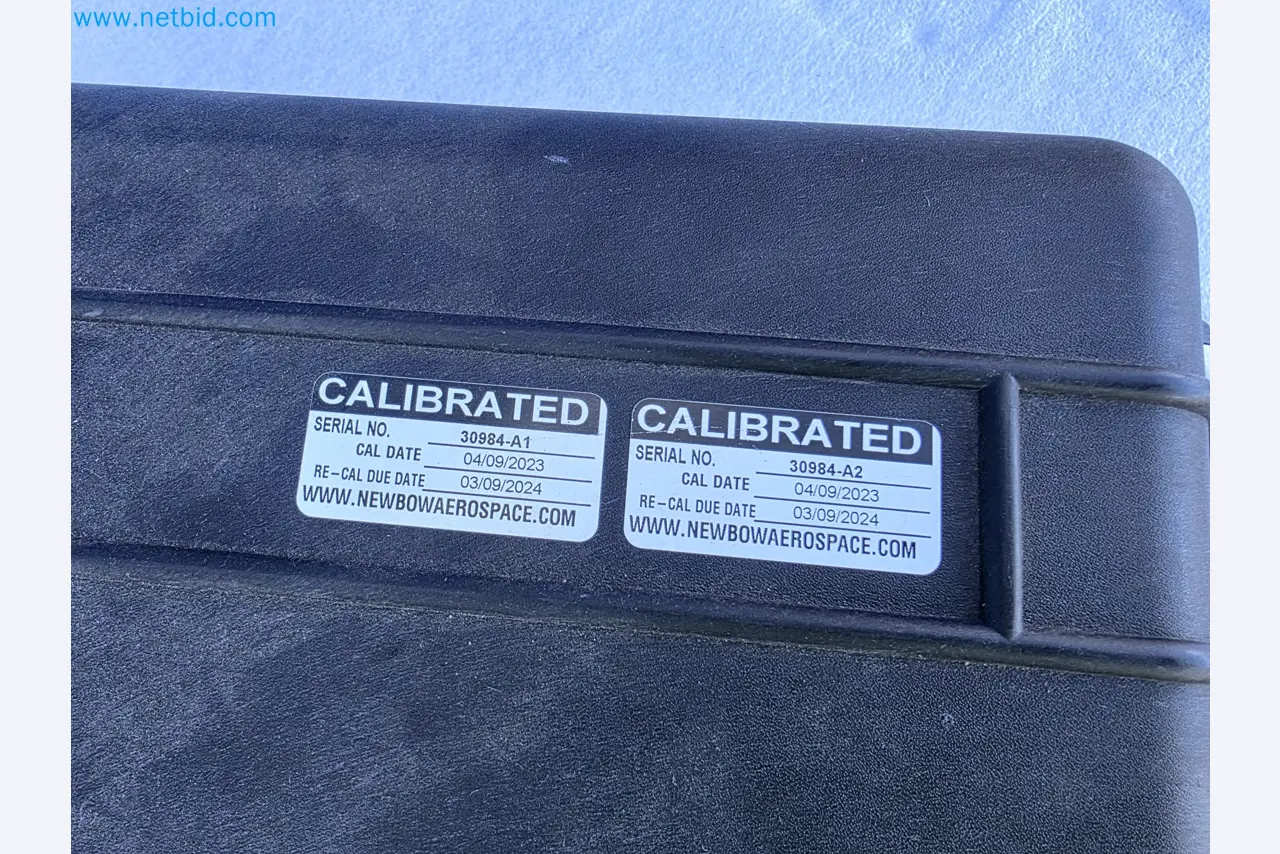 www.netbid.com
CALIBRATED
SERIAL NO. 30984-A1
CAL DATE 04/09/2023
RE-CAL DUE DATE 03/09/2024
WWW.NEWBOWAEROSPACE.COM
CALIBRATED
SERIAL NO. 30984-A2
CAL DATE 04/09/2023
RE-CAL DUE DATE 03/09/2024
WWW.NEWBOWAEROSPACE.COM